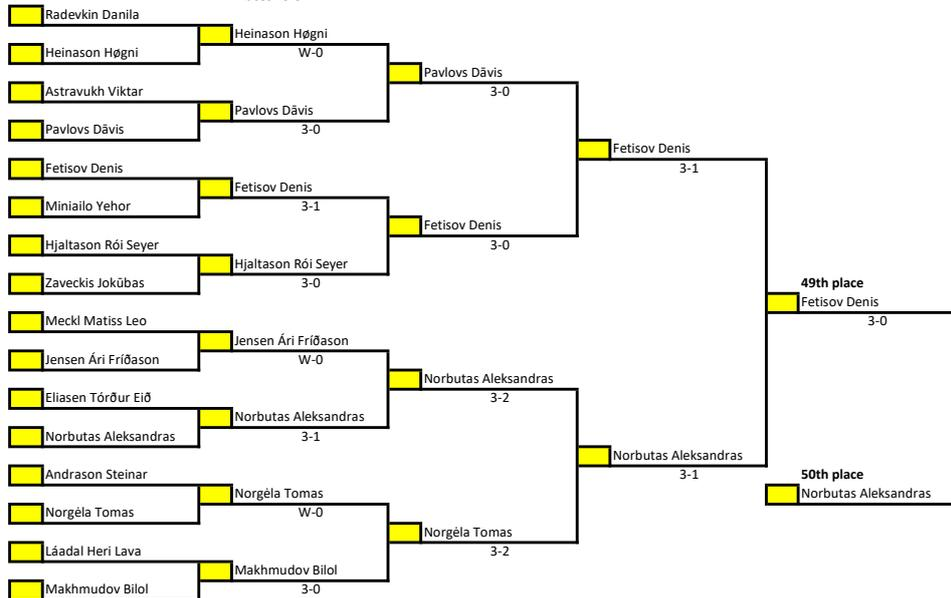 Radevkin Danila
Heinason Høgni
Heinason Høgni
W-0
Astravukh Viktar
Pavlovs Dāvis
3-0
Pavlovs Dāvis
3-0
Pavlovs Dāvis
Fetisov Denis
3-1
Fetisov Denis
Fetisov Denis
3-1
Miniailo Yehor
Fetisov Denis
3-0
Hjaltason Rói Seyer
Hjaltason Rói Seyer
3-0
Zaveckis Jokūbas
49th place
Fetisov Denis
3-0
Meckl Matiss Leo
Jensen Ári Fríðason
W-0
Jensen Ári Fríðason
Norbutas Aleksandras
3-2
Eliasen Tórður Eið
Norbutas Aleksandras
3-1
Norbutas Aleksandras
Norbutas Aleksandras
3-1
Andrason Steinar
50th place
Norbutas Aleksandras
Norgėla Tomas
W-0
Norgėla Tomas
Norgėla Tomas
3-2
Láadal Heri Lava
Makhmudov Bilol
3-0
Makhmudov Bilol